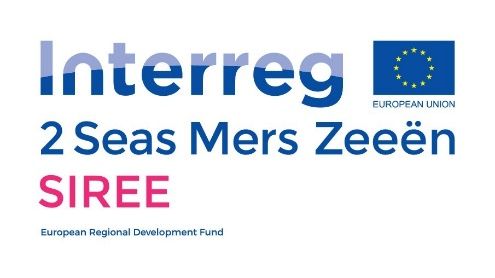 Interreg
EUROPEAN UNION
2 Seas Mers Zeeën
SIREE
European Regional Development Fund